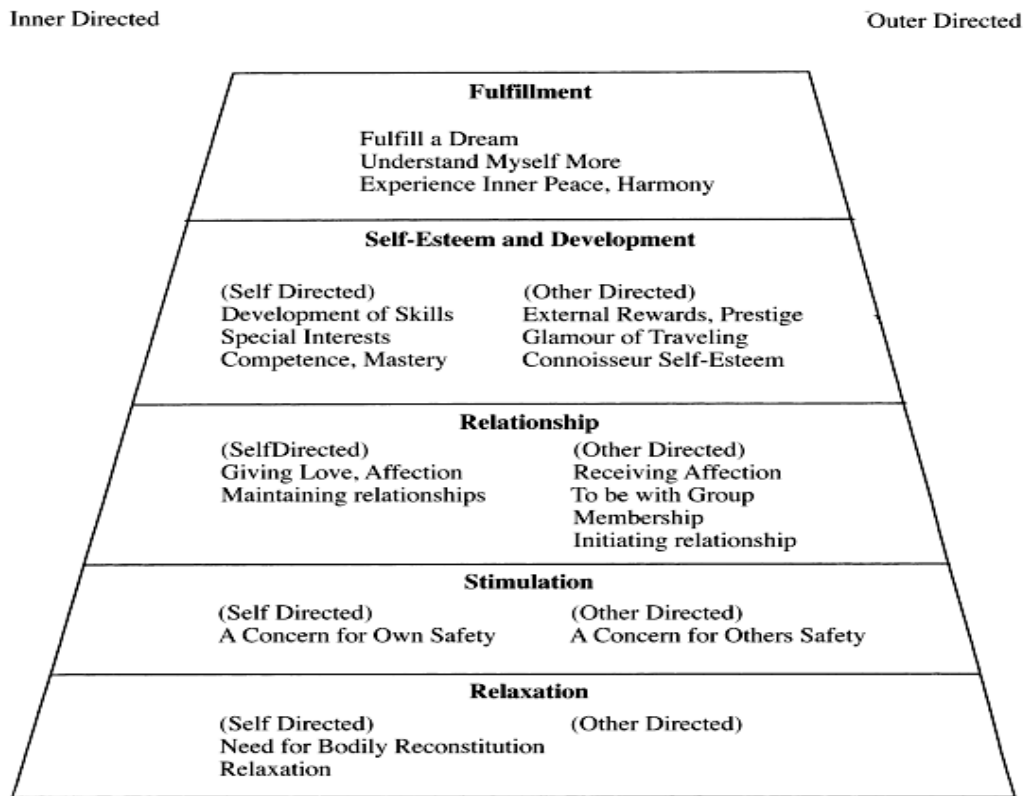 Inner Directed
Outer Directed
Fulfillment
Fulfill a Dream
Understand Myself More
Experience Inner Peace, Harmony
Self-Esteem and Development
(Self Directed)
Development of Skills
Special Interests
Competence, Mastery
(Other Directed)
External Rewards, Prestige
Glamour of Traveling
Connoisseur Self-Esteem
Relationship
(SelfDirected)
Giving Love, Affection
Maintaining relationships
(Other Directed)
Receiving Affection
To be with Group
Membership
Initiating relationship
Stimulation
(Self Directed)
A Concern for Own Safety
(Other Directed)
A Concern for Others Safety
Relaxation
(Self Directed)
Need for Bodily Reconstitution
Relaxation
(Other Directed)